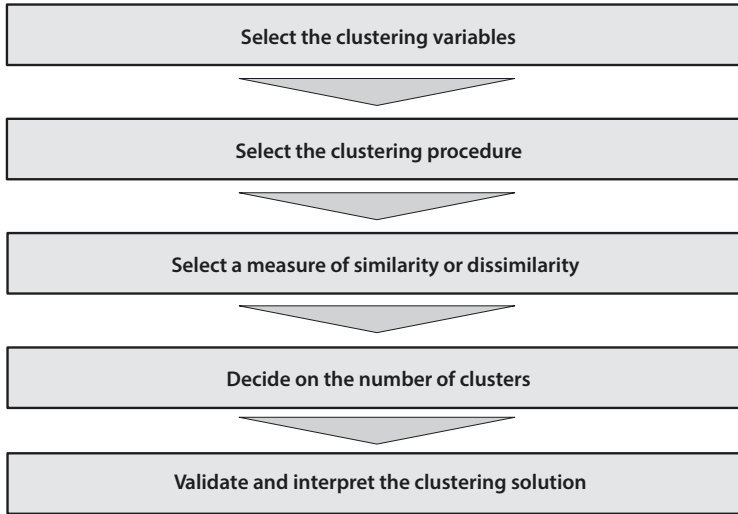 Select the clustering variables
Select the clustering procedure
Select a measure of similarity or dissimilarity
Decide on the number of clusters
Validate and interpret the clustering solution